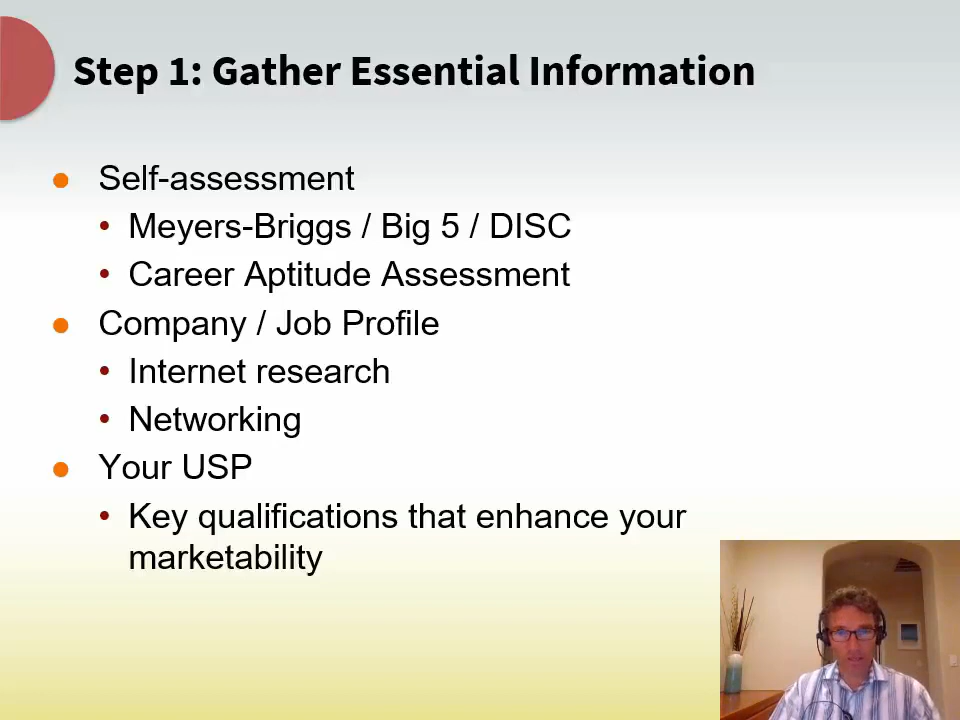 Step 1: Gather Essential Information
Self-assessment
Meyers-Briggs / Big 5 / DISC
Career Aptitude Assessment
Company / Job Profile
Internet research
Networking
Your USP
Key qualifications that enhance your
marketability